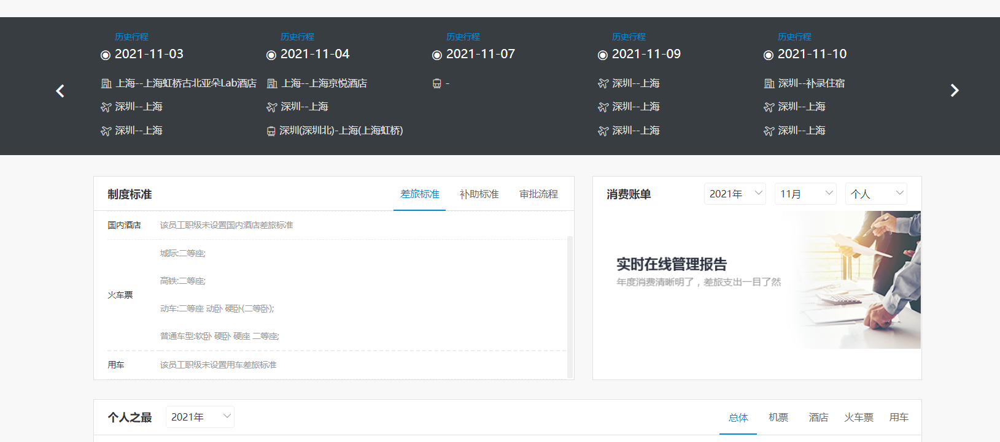 历史行程 历史行程 历史行程 历史行程 历史行程
2021-11-03 2021-11-04 2021-11-07 2021-11-09 2021-11-10
上海--上海虹桥古北亚朵Lab酒店 上海--上海京悦酒店 - 深圳--上海 深圳--补录住宿
深圳--上海 深圳--上海 深圳--上海 深圳--上海
深圳--上海 深圳(深圳北)-上海(上海虹桥) 深圳--上海 深圳--上海
制度标准 差旅标准 补助标准 审批流程
国内酒店 该员工职级未设置国内酒店差旅标准
城际:二等座;
高铁:二等座;
火车票
动车:二等座 动卧 硬卧(二等卧);
普通车型:软卧 硬卧 硬座 二等座;
用车 该员工职级未设置用车差旅标准
消费账单 2021年 11月 个人
实时在线管理报告
年度消费清晰明了，差旅支出一目了然
个人之最 2021年 总体 机票 酒店 火车票 用车